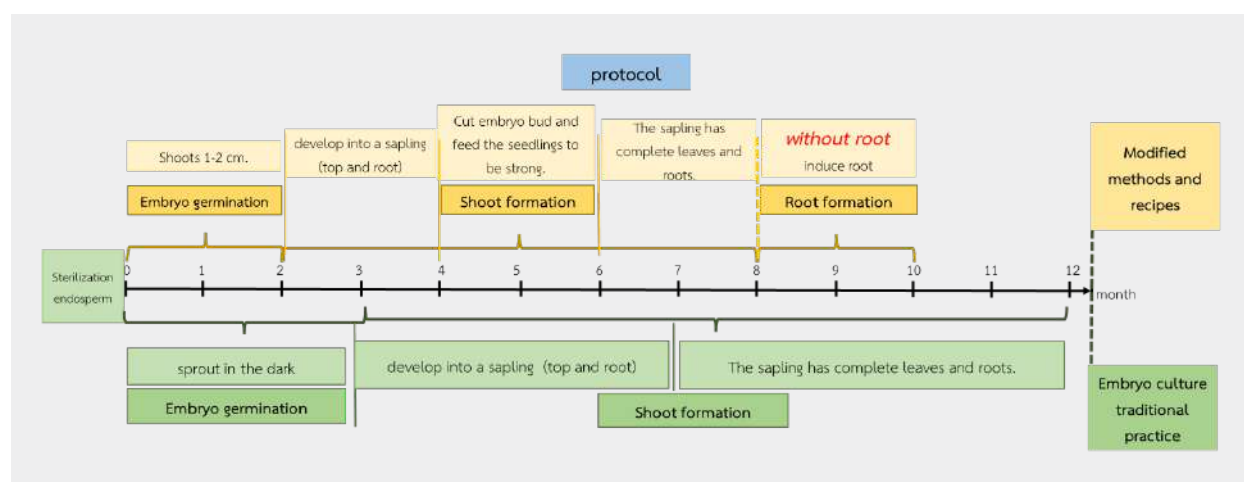 protocol
Shoots 1-2 cm.
Embryo germination
develop into a sapling
(top and root)
Cut embryo bud and
feed the seedlings to
be strong.
Shoot formation
The sapling has
complete leaves and
roots.
without root
induce root
Root formation
Modified
methods and
recipes
Sterilization
endosperm
0 1 2 3 4 5 6 7 8 9 10 11 12
month
sprout in the dark
Embryo germination
develop into a sapling (top and root)
The sapling has complete leaves and roots.
Shoot formation
Embryo culture
traditional
practice